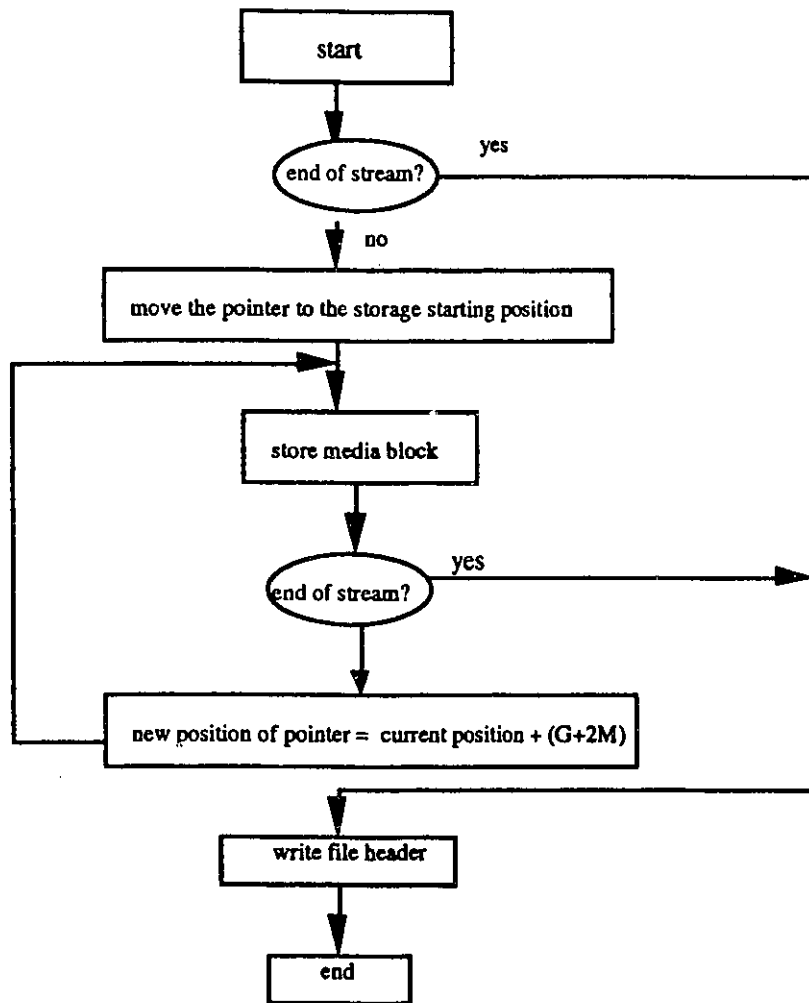 start
yes
end of stream?
no
move the pointer to the storage starting position
store media block
yes
end of stream?
new position of pointer = current position + (G+2M)
write file header
end